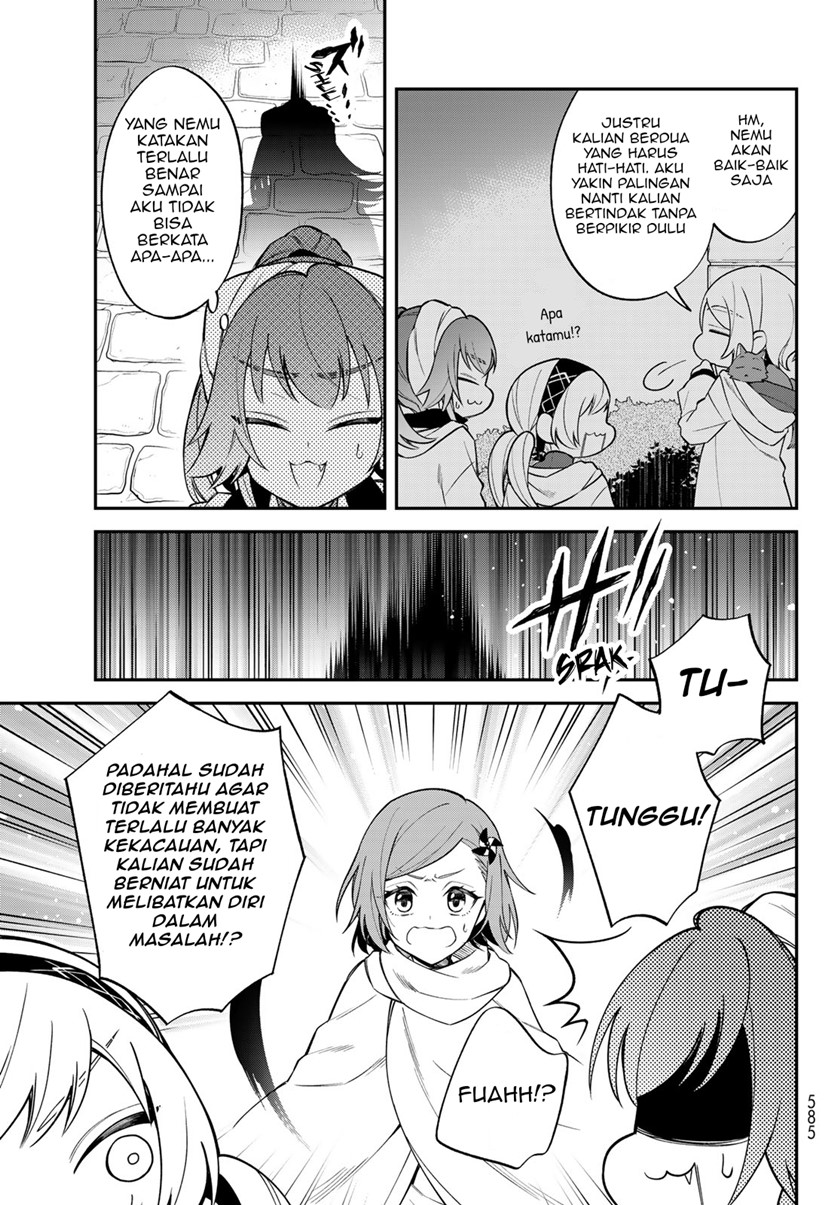 HM,
NEMU
AKAN
BAIK-BAIK
SAJA
JUSTRU
KALIAN BERDUA
YANG HARUS
HATI-HATI. AKU
YAKIN PALINGAN
NANTI KALIAN
BERTINDAK TANPA
BERPIKIR DULU
Apa
katamu!?
ズ
SHU...
YANG NEMU
KATAKAN
TERLALU
BENAR
SAMPAI
AKU TIDAK
BISA
BERKATA
APA-APA...
SRAK-
TU-
TUNGGU!
PADAHAL SUDAH
DIBERITAHU AGAR
TIDAK MEMBUAT
TERLALU BANYAK
KEKACAUAN, TAPI
KALIAN SUDAH
BERNIAT UNTUK
MELIBATKAN DIRI
DALAM
MASALAH!?
FUAHH!?
585